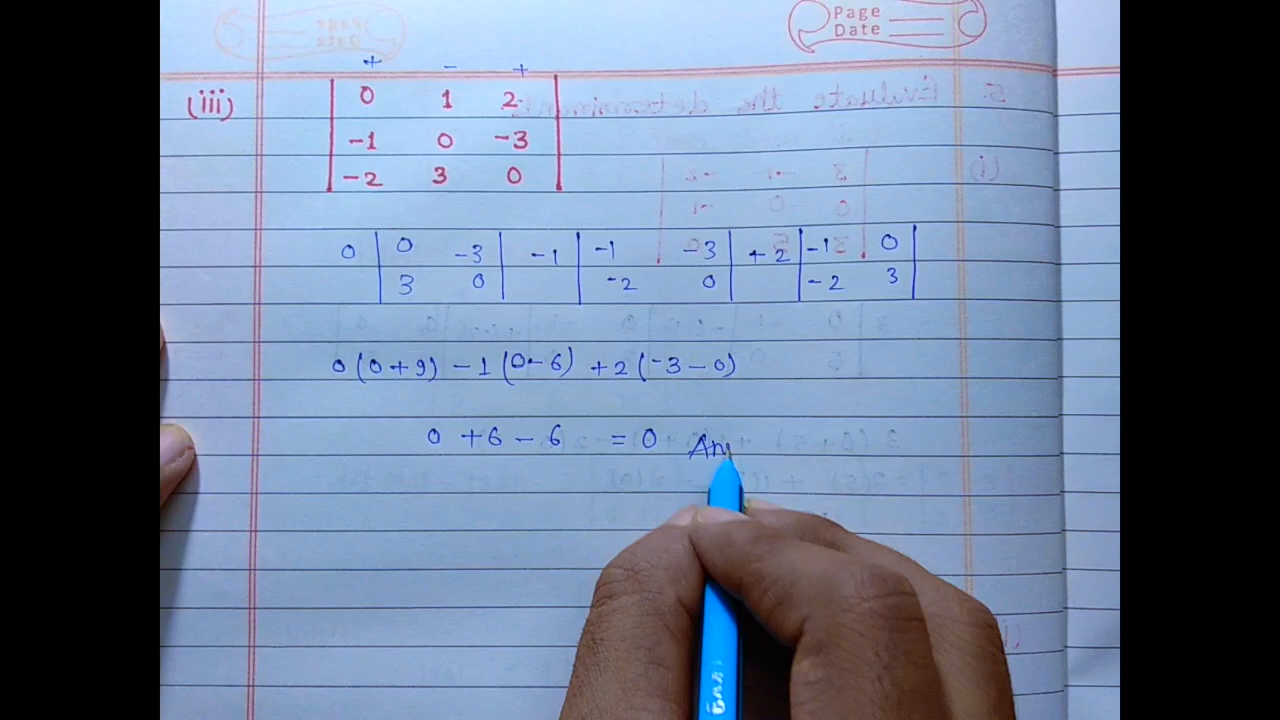 Page
Date
+ - +
(iii) | 0 1 2 |
| -1 0 -3 |
| -2 3 0 |
0 | 0 -3 | -1 | -1 -3 | +2 | -1 0 |
| 3 0 | | -2 0 | | -2 3 |
0(0+9) -1(0-6) +2(-3-0)
0 +6 -6 =0 An